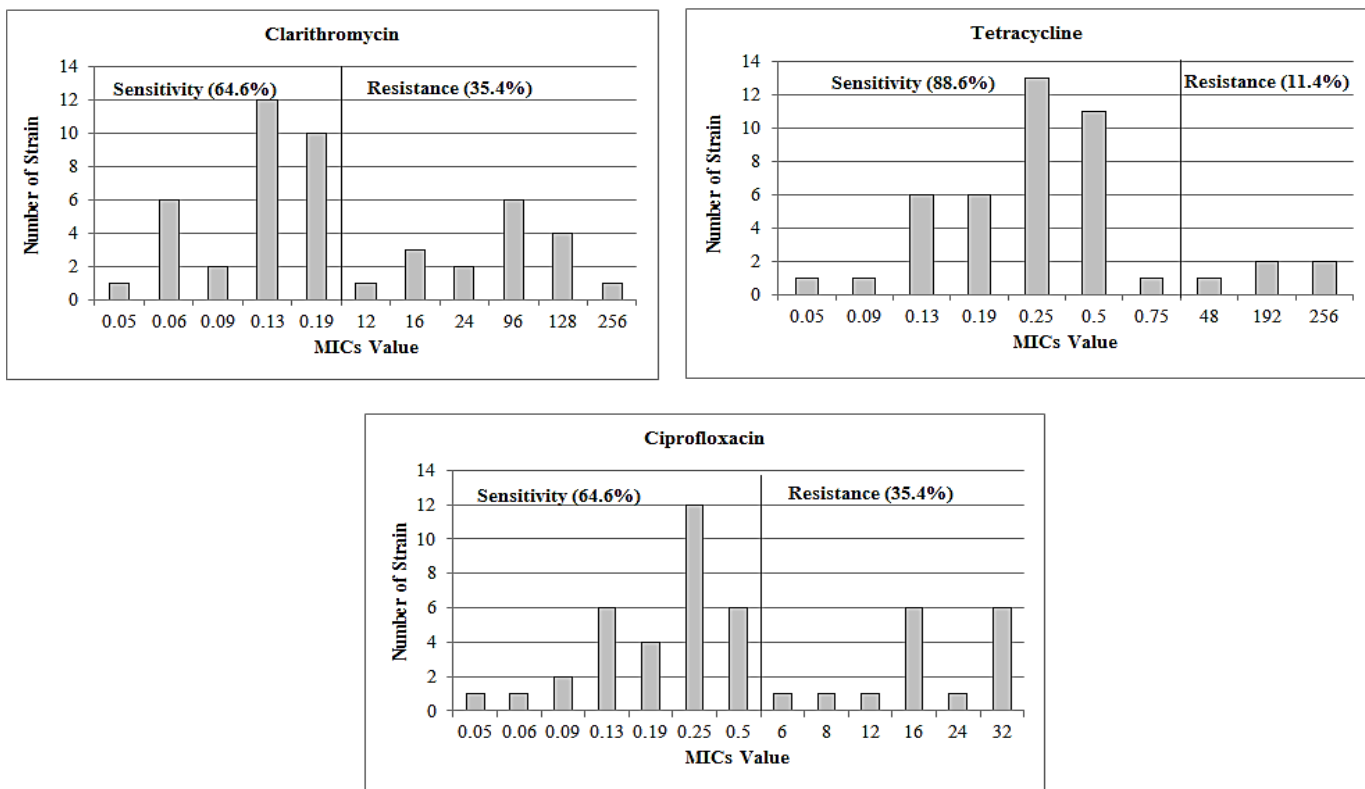 Clarithromycin
Number of Strain
14
12
10
8
6
4
2
0
Sensitivity (64.6%) Resistance (35.4%)
0.05 0.06 0.09 0.13 0.19 12 16 24 96 128 256
MICs Value
Tetracycline
Number of Strain
14
12
10
8
6
4
2
0
Sensitivity (88.6%) Resistance (11.4%)
0.05 0.09 0.13 0.19 0.25 0.5 0.75 48 192 256
MICs Value
Ciprofloxacin
Number of Strain
14
12
10
8
6
4
2
0
Sensitivity (64.6%) Resistance (35.4%)
0.05 0.06 0.09 0.13 0.19 0.25 0.5 6 8 12 16 24 32
MICs Value